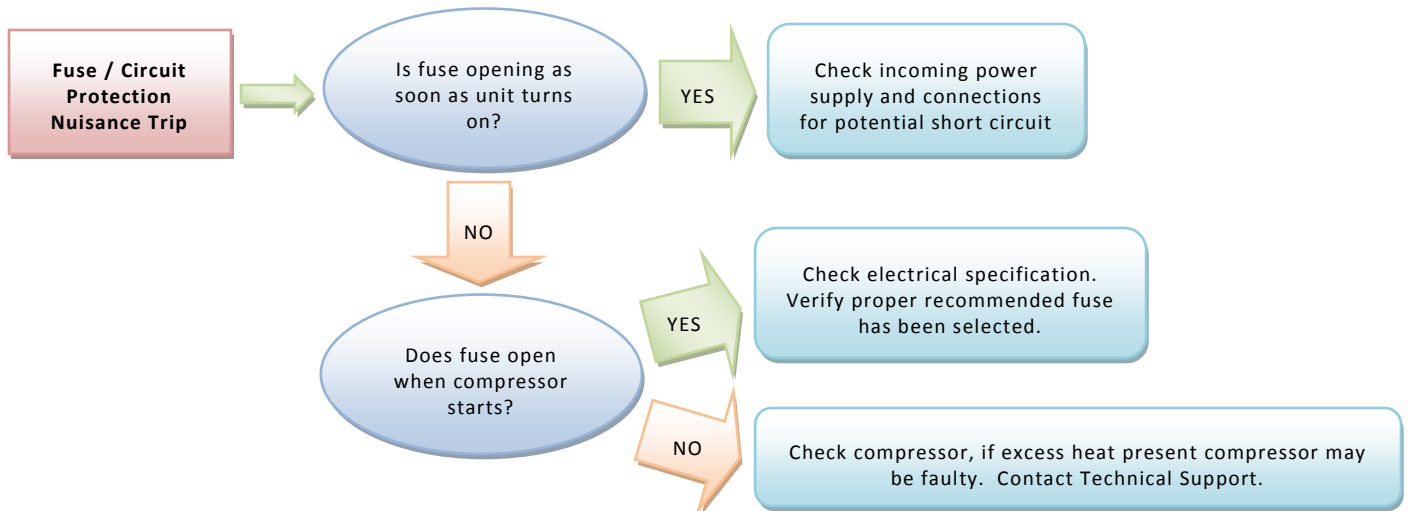 Fuse / Circuit
Protection
Nuisance Trip
Is fuse opening as
soon as unit turns
on?
YES
Check incoming power
supply and connections
for potential short circuit
NO
Does fuse open
when compressor
starts?
YES
Check electrical specification.
Verify proper recommended fuse
has been selected.
NO
Check compressor, if excess heat present compressor may
be faulty. Contact Technical Support.